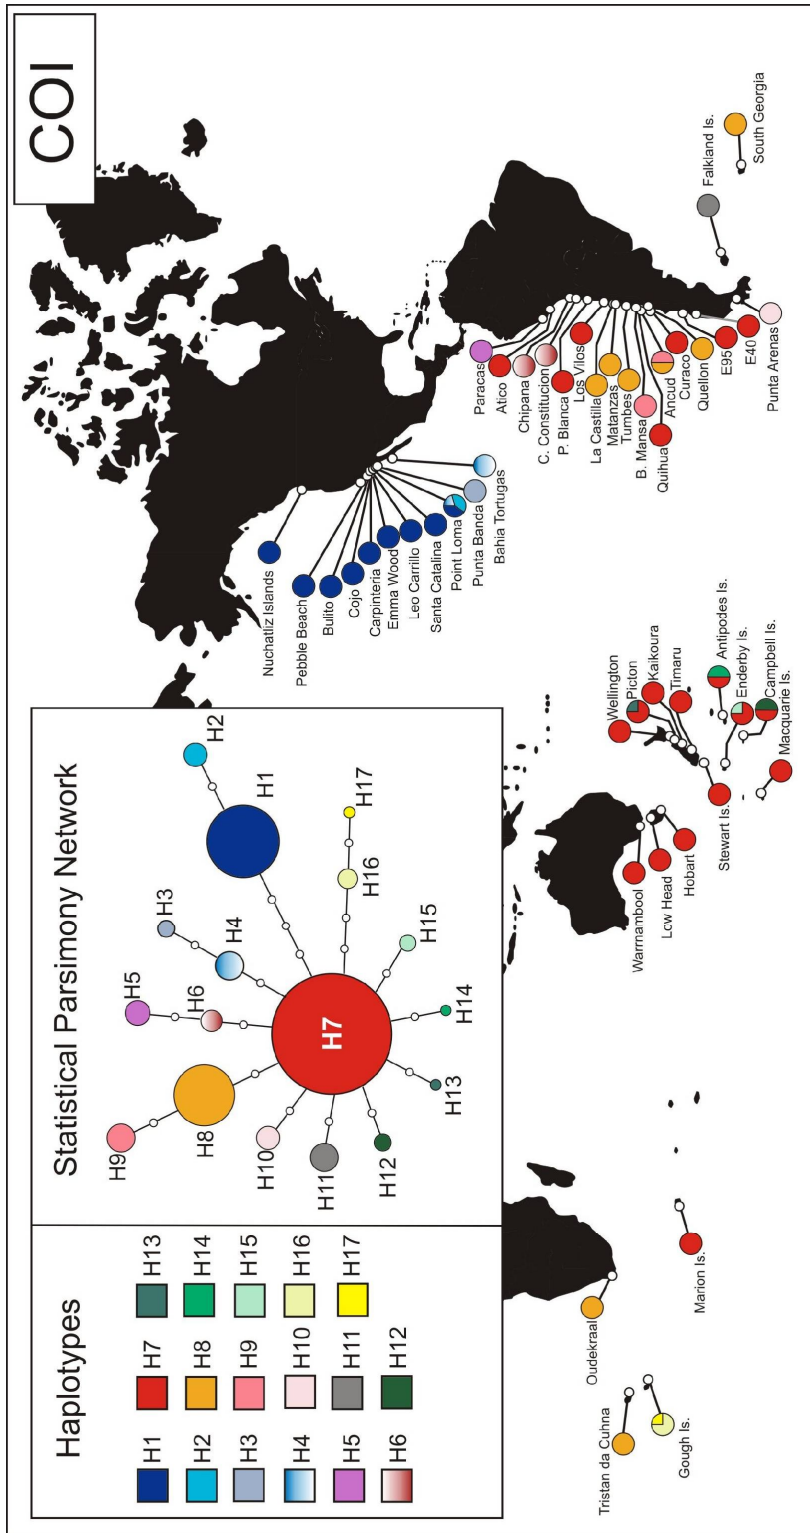 COI
Haplotypes
H1
H2
H3
H4
H5
H6
H7
H8
H9
H10
H11
H12
H13
H14
H15
H16
H17
Statistical Parsimony Network
H1
H2
H3
H4
H5
H6
H7
H8
H9
H10
H11
H12
H13
H14
H15
H16
H17
Nuchatliz Islands
Pebble Beach
Bulito
Cojo
Carpinteria
Emma Wood
Leo Carrillo
Santa Catalina
Point Loma
Punta Banda
Bahia Tortugas
Paracas
Atico
Chipana
C. Constitucion
P. Blanca
Los Vilos
La Castilla
Matanzas
Tumbes
B. Mansa
Quihua
Ancud
Curaco
Quellon
E95
E40
Punta Arenas
Falkland Is.
South Georgia
Wellington
Picton
Kaikoura
Timaru
Antipodes Is.
Enderby Is.
Campbell Is.
Macquarie Is.
Stewart Is.
Warrnambool
Low Head
Hobart
Marion Is.
Oudekraal
Tristan da Cuhna
Gough Is.